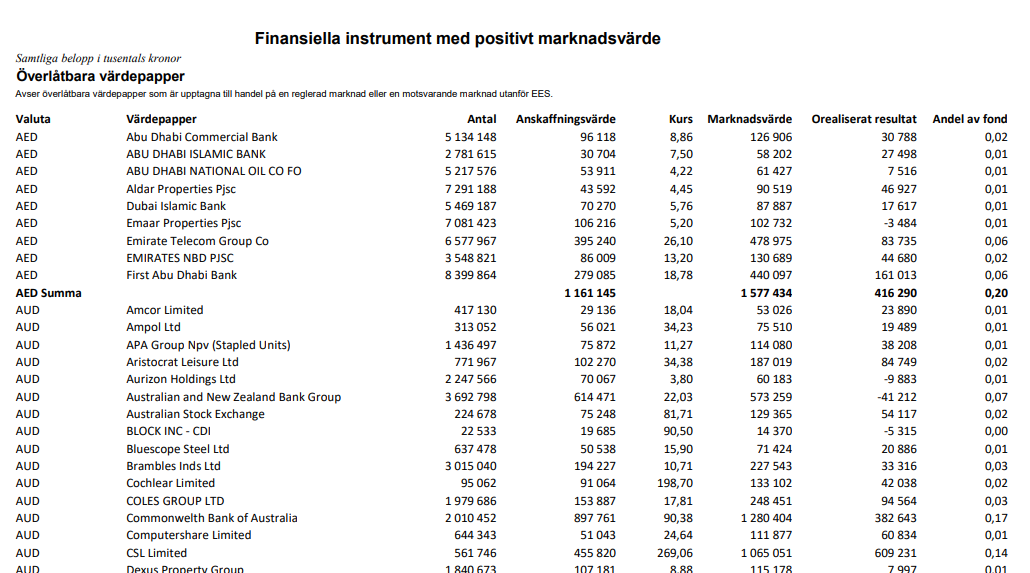 Finansiella instrument med positivt marknadsvärde
Samtliga belopp i tusentals kronor
Överlåtbara värdepapper
Avser överlåtbara värdepapper som är upptagna till handel på en reglerad marknad eller en motsvarande marknad utanför EES.
Valuta Värdepapper Antal Anskaffningsvärde Kurs Marknadsvärde Orealiserat resultat Andel av fond
AED Abu Dhabi Commercial Bank 5 134 148 96 118 8,86 126 906 30 788 0,02
AED ABU DHABI ISLAMIC BANK 2 781 615 30 704 7,50 58 202 27 498 0,01
AED ABU DHABI NATIONAL OIL CO FO 5 217 576 53 911 4,22 61 427 7 516 0,01
AED Aldar Properties Pjsc 7 291 188 43 592 4,45 90 519 46 927 0,01
AED Dubai Islamic Bank 5 469 187 70 270 5,76 87 887 17 617 0,01
AED Emaar Properties Pjsc 7 081 423 106 216 5,20 102 732 -3 484 0,01
AED Emirate Telecom Group Co 6 577 967 395 240 26,10 478 975 83 735 0,06
AED EMIRATES NBD PJSC 3 548 821 86 009 13,20 130 689 44 680 0,02
AED First Abu Dhabi Bank 8 399 864 279 085 18,78 440 097 161 013 0,06
AED Summa 1 161 145 1 577 434 416 290 0,20
AUD Amcor Limited 417 130 29 136 18,04 53 026 23 890 0,01
AUD Ampol Ltd 313 052 56 021 34,23 75 510 19 489 0,01
AUD APA Group Npv (Stapled Units) 1 436 497 75 872 11,27 114 080 38 208 0,01
AUD Aristocrat Leisure Ltd 771 967 102 270 34,38 187 019 84 749 0,02
AUD Aurizon Holdings Ltd 2 247 566 70 067 3,80 60 183 -9 883 0,01
AUD Australian and New Zealand Bank Group 3 692 798 614 471 22,03 573 259 -41 212 0,07
AUD Australian Stock Exchange 224 678 75 248 81,71 129 365 54 117 0,02
AUD BLOCK INC - CDI 22 533 19 685 90,50 14 370 -5 315 0,00
AUD Bluescope Steel Ltd 637 478 50 538 15,90 71 424 20 886 0,01
AUD Brambles Inds Ltd 3 015 040 194 227 10,71 227 543 33 316 0,03
AUD Cochlear Limited 95 062 91 064 198,70 133 102 42 038 0,02
AUD COLES GROUP LTD 1 979 686 153 887 17,81 248 451 94 564 0,03
AUD Commonwelth Bank of Australia 2 010 452 897 761 90,38 1 280 404 382 643 0,17
AUD Computershare Limited 644 343 51 043 24,64 111 877 60 834 0,01
AUD CSL Limited 561 746 455 820 269,06 1 065 051 609 231 0,14
AUD Dexus Property Group 1 840 673 107 181 8,88 115 178 7 997 0,01